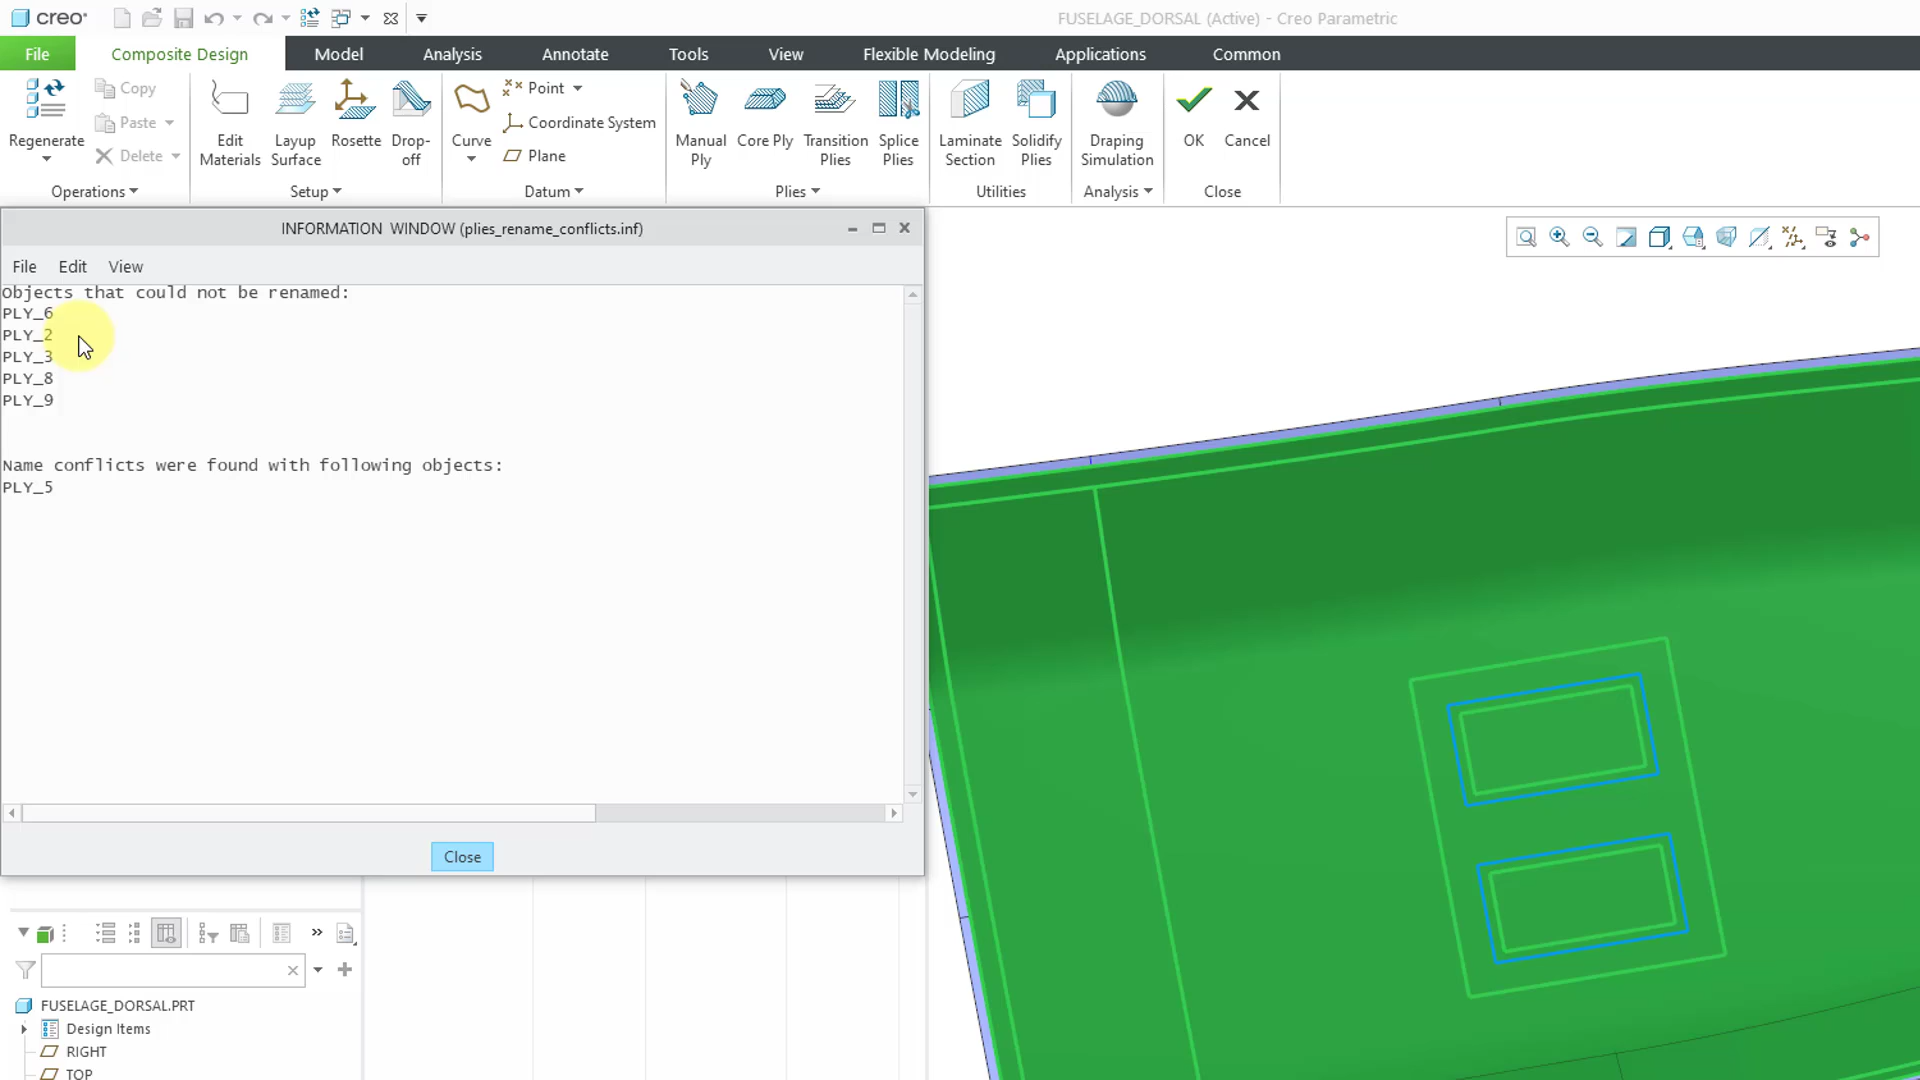 creo
FUSELAGE_DORSAL (Active) - Creo Parametric
File
Composite Design
Model
Analysis
Annotate
Tools
View
Flexible Modeling
Applications
Common
Regenerate
Copy
Paste
Delete
Edit Materials
Layup Surface
Rosette
Drop-off
Curve
Point
Coordinate System
Plane
Manual Ply
Core Ply
Transition Plies
Splice Plies
Laminate Section
Solidify Plies
Draping Simulation
OK
Cancel
Operations
Setup
Datum
Plies
Utilities
Analysis
Close
INFORMATION WINDOW (plies_rename_conflicts.inf)
File
Edit
View
Objects that could not be renamed:
PLY_6
PLY_2
PLY_3
PLY_8
PLY_9
Name conflicts were found with following objects:
PLY_5
Close
FUSELAGE_DORSAL.PRT
Design Items
RIGHT
TOP